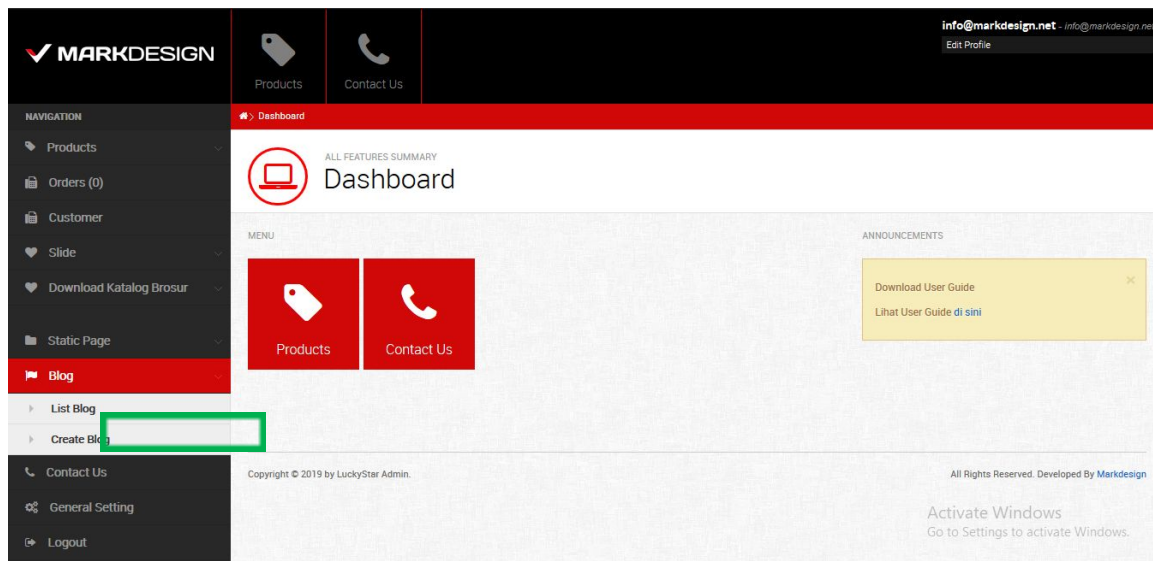 MARKDESIGN
Products
Contact Us
info@markdesign.net - info@markdesign.net
Edit Profile
NAVIGATION
Products
Orders (0)
Customer
Slide
Download Katalog Brosur
Static Page
Blog
List Blog
Create Blog
Contact Us
General Setting
Logout
Dashboard
ALL FEATURES SUMMARY
Dashboard
MENU
Products
Contact Us
ANNOUNCEMENTS
Download User Guide
Lihat User Guide di sini
Copyright © 2019 by LuckyStar Admin.
All Rights Reserved. Developed By Markdesign
Activate Windows
Go to Settings to activate Windows.